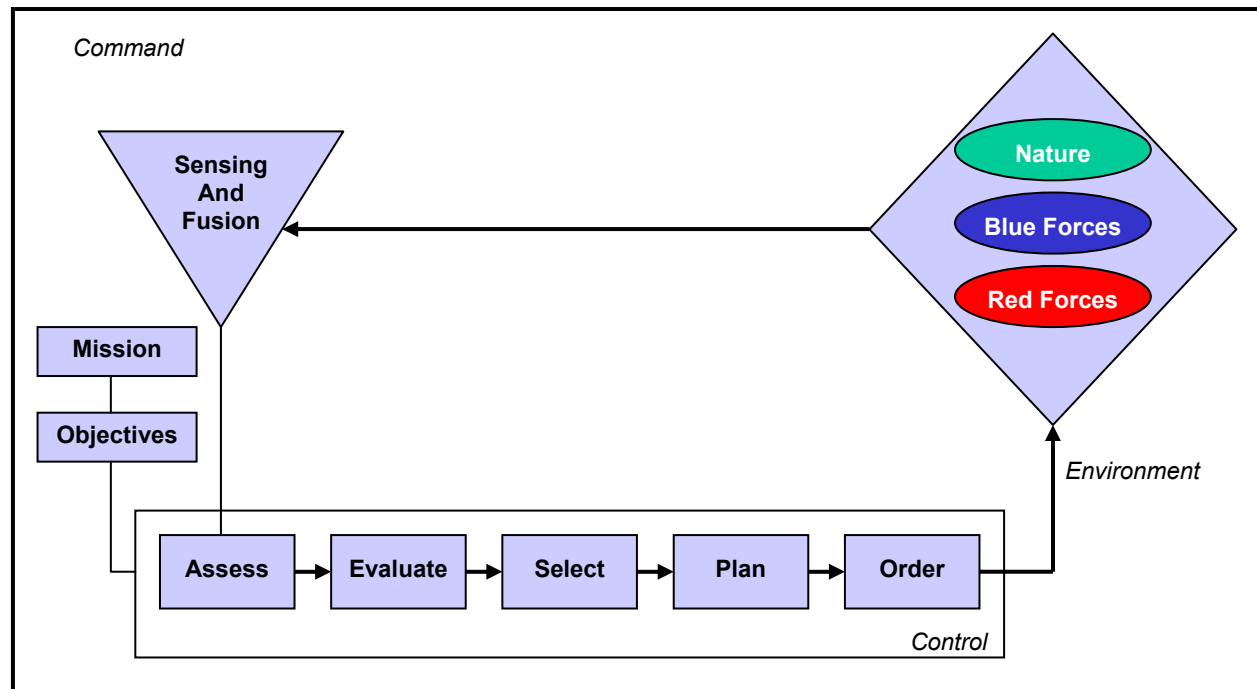 Command
Sensing
And
Fusion
Nature
Blue Forces
Red Forces
Mission
Objectives
Environment
Assess
Evaluate
Select
Plan
Order
Control